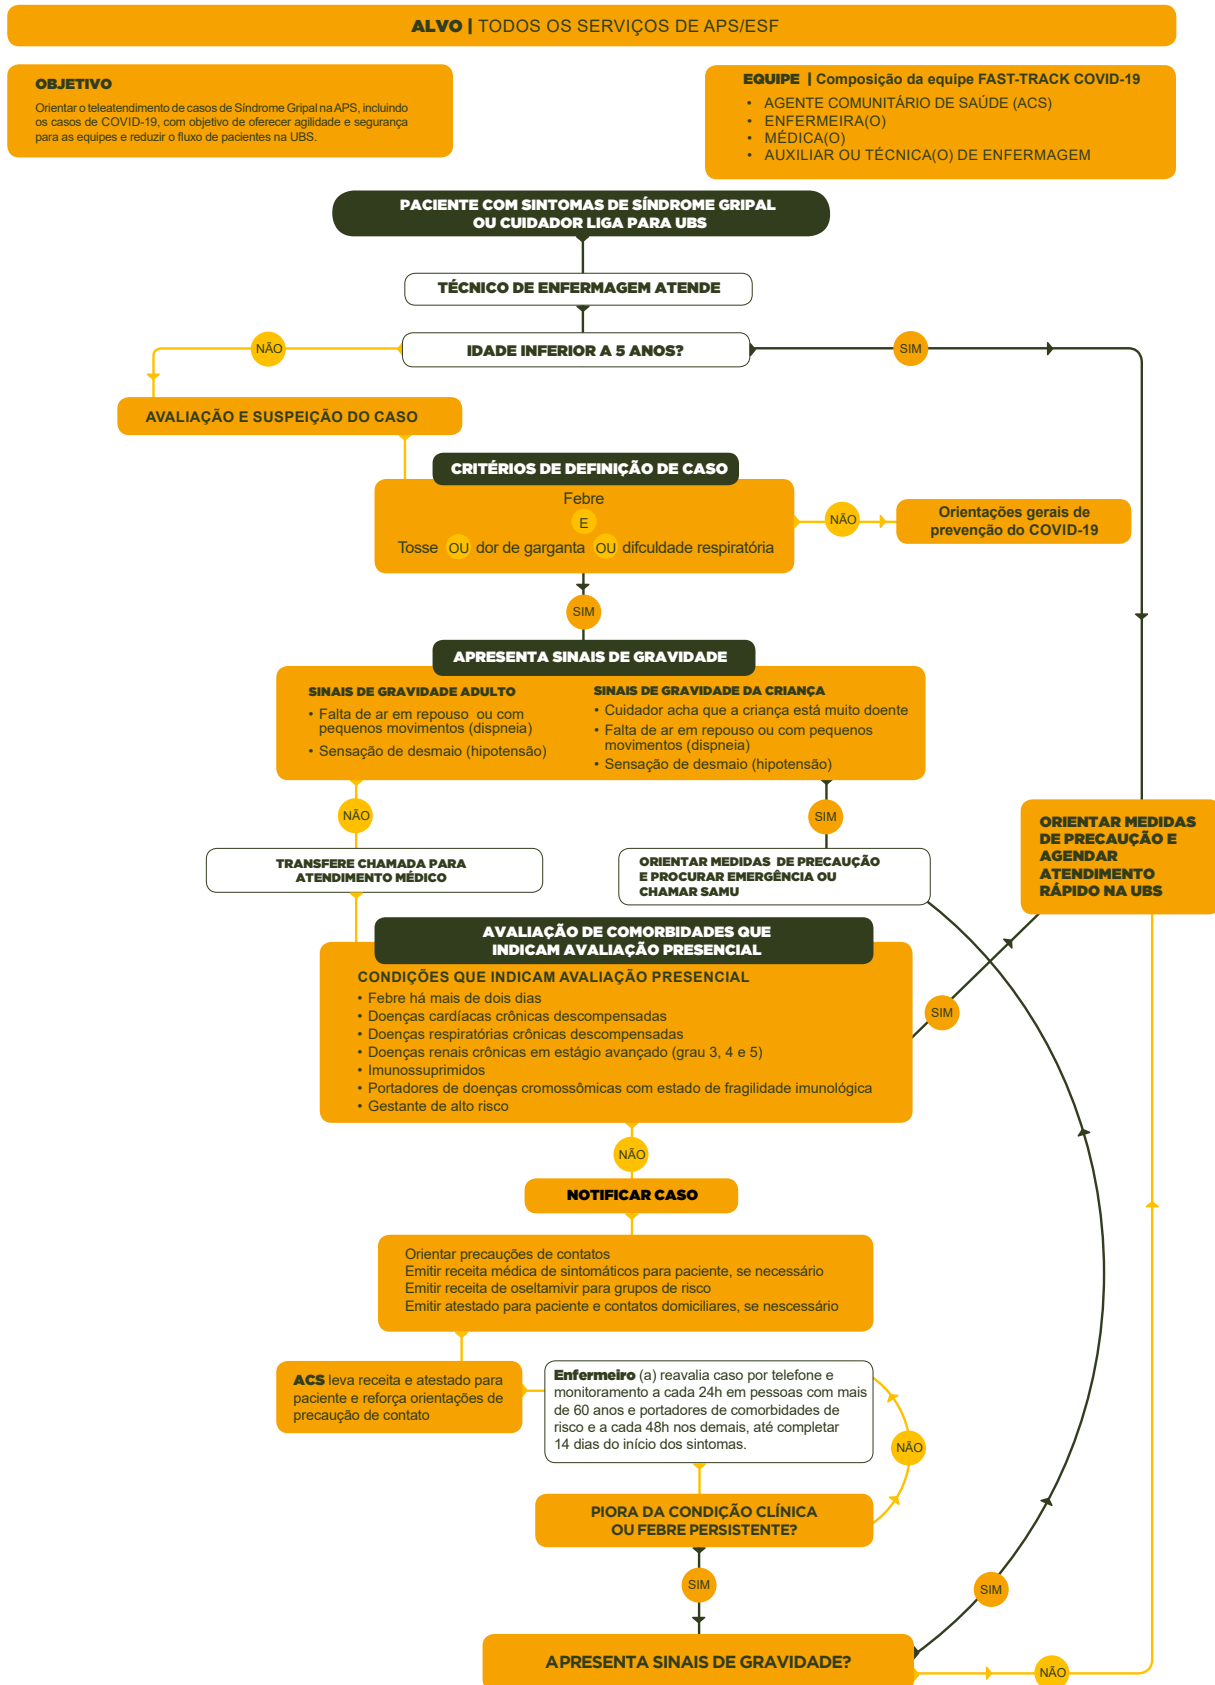 ALVO | TODOS OS SERVIÇOS DE APS/ESF
OBJETIVO
Orientar o teleatendimento de casos de Síndrome Gripal na APS, incluindo
os casos de COVID-19, com objetivo de oferecer agilidade e segurança
para as equipes e reduzir o fluxo de pacientes na UBS.
EQUIPE | Composição da equipe FAST-TRACK COVID-19
• AGENTE COMUNITÁRIO DE SAÚDE (ACS)
• ENFERMEIRA(O)
• MÉDICA(O)
• AUXILIAR OU TÉCNICA(O) DE ENFERMAGEM
PACIENTE COM SINTOMAS DE SÍNDROME GRIPAL
OU CUIDADOR LIGA PARA UBS
TÉCNICO DE ENFERMAGEM ATENDE
NÃO
IDADE INFERIOR A 5 ANOS?
SIM
AVALIAÇÃO E SUSPEIÇÃO DO CASO
CRITÉRIOS DE DEFINIÇÃO DE CASO
Febre
E
Tosse OU dor de garganta OU difculdade respiratória
NÃO
Orientações gerais de
prevenção do COVID-19
SIM
APRESENTA SINAIS DE GRAVIDADE
SINAIS DE GRAVIDADE ADULTO
• Falta de ar em repouso ou com
pequenos movimentos (dispneia)
• Sensação de desmaio (hipotensão)
SINAIS DE GRAVIDADE DA CRIANÇA
• Cuidador acha que a criança está muito doente
• Falta de ar em repouso ou com pequenos
movimentos (dispneia)
• Sensação de desmaio (hipotensão)
NÃO
SIM
TRANSFERE CHAMADA PARA
ATENDIMENTO MÉDICO
ORIENTAR MEDIDAS DE PRECAUÇÃO
E PROCURAR EMERGÊNCIA OU
CHAMAR SAMU
ORIENTAR MEDIDAS
DE PRECAUÇÃO E
AGENDAR
ATENDIMENTO
RÁPIDO NA UBS
AVALIAÇÃO DE COMORBIDADES QUE
INDICAM AVALIAÇÃO PRESENCIAL
CONDIÇÕES QUE INDICAM AVALIAÇÃO PRESENCIAL
• Febre há mais de dois dias
• Doenças cardíacas crônicas descompensadas
• Doenças respiratórias crônicas descompensadas
• Doenças renais crônicas em estágio avançado (grau 3, 4 e 5)
• Imunossuprimidos
• Portadores de doenças cromossômicas com estado de fragilidade imunológica
• Gestante de alto risco
SIM
NÃO
NOTIFICAR CASO
Orientar precauções de contatos
Emitir receita médica de sintomáticos para paciente, se necessário
Emitir receita de oseltamivir para grupos de risco
Emitir atestado para paciente e contatos domiciliares, se nescessário
ACS leva receita e atestado para
paciente e reforça orientações de
precaução de contato
Enfermeiro (a) reavalia caso por telefone e
monitoramento a cada 24h em pessoas com mais
de 60 anos e portadores de comorbidades de
risco e a cada 48h nos demais, até completar
14 dias do início dos sintomas.
NÃO
PIORA DA CONDIÇÃO CLÍNICA
OU FEBRE PERSISTENTE?
SIM
SIM
APRESENTA SINAIS DE GRAVIDADE?
NÃO